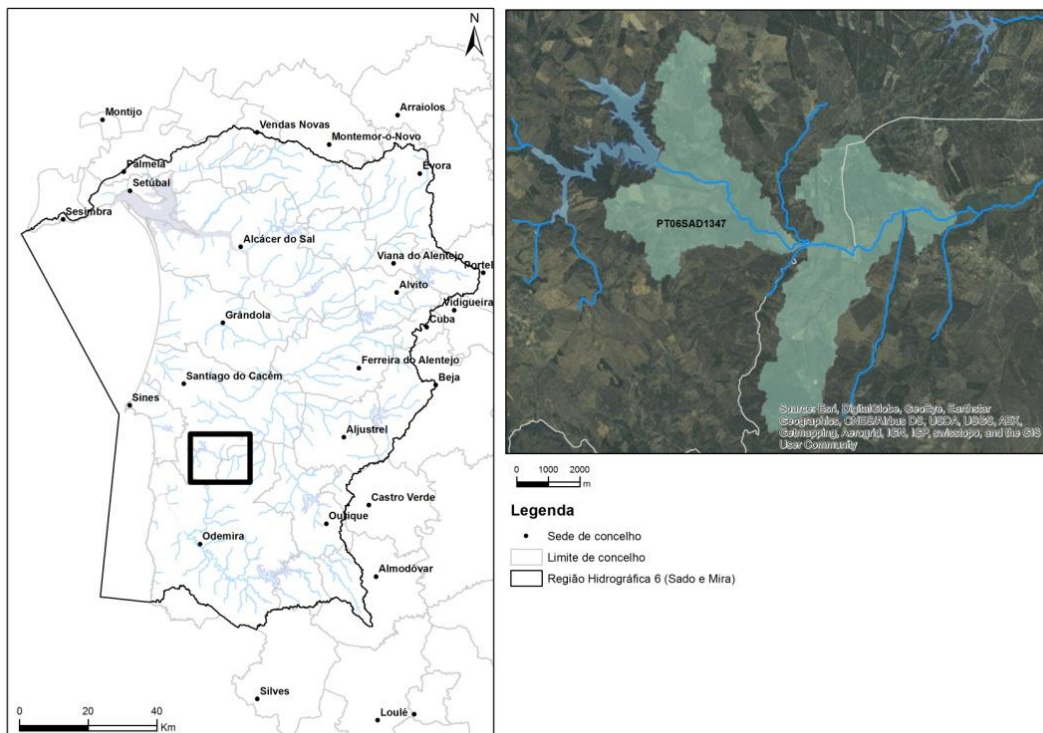 N
Montijo
Arraiolos
Vendas Novas
Montemor-o-Novo
Palmela
Évora
Setúbal
Sesimbra
Alcácer do Sal
Viana do Alentejo
Portel
Alvito
Vidigueira
Grândola
Cuba
Ferreira do Alentejo
Santiago do Cacém
Beja
Sines
Aljustrel
Castro Verde
Ourique
Odemira
Almodôvar
Silves
Loulé
0 20 40
Km
PT06SAD1347
Source: Esri, DigitalGlobe, GeoEye, Earthstar
Geographics, CNES/Airbus DS, USDA, USGS, AEX,
Getmapping, Aerogrid, IGN, IGP, swisstopo, and the GIS
User Community
0 1000 2000
m
Legenda
Sede de concelho
Limite de concelho
Região Hidrográfica 6 (Sado e Mira)